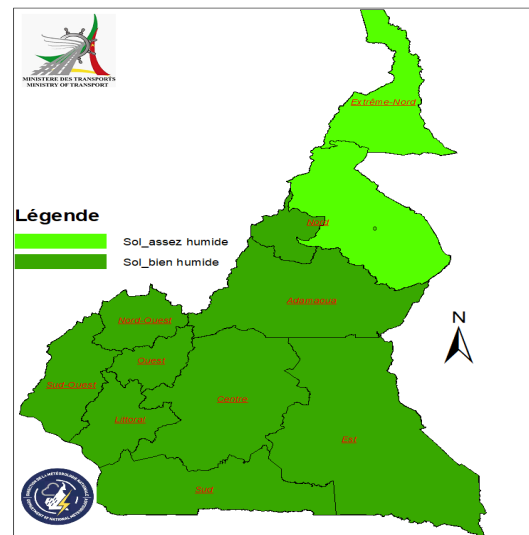 MINISTERE DES TRANSPORTS
MINISTRY OF TRANSPORT
Extrême-Nord
Légende
Nord
Sol_assez humide
Sol_bien humide
Adamaoua
N
Nord-Ouest
Ouest
Sud-Ouest
Centre
Littoral
Est
Sud